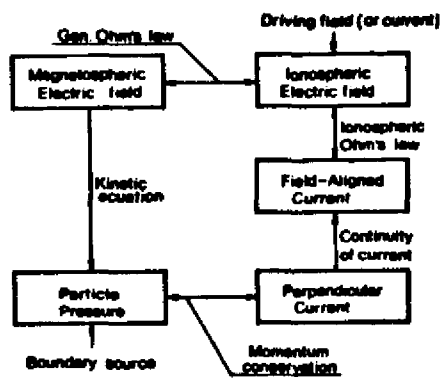 Driving field (or current)
Gen. Ohm's law
Magnetospheric
Electric field
Ionospheric
Electric field
Ionospheric
Ohm's law
Kinetic
ecuation
Field-Aligned
Current
Continuity
of current
Particle
Pressure
Perpendicular
Current
Boundary source
Momentum
conservation